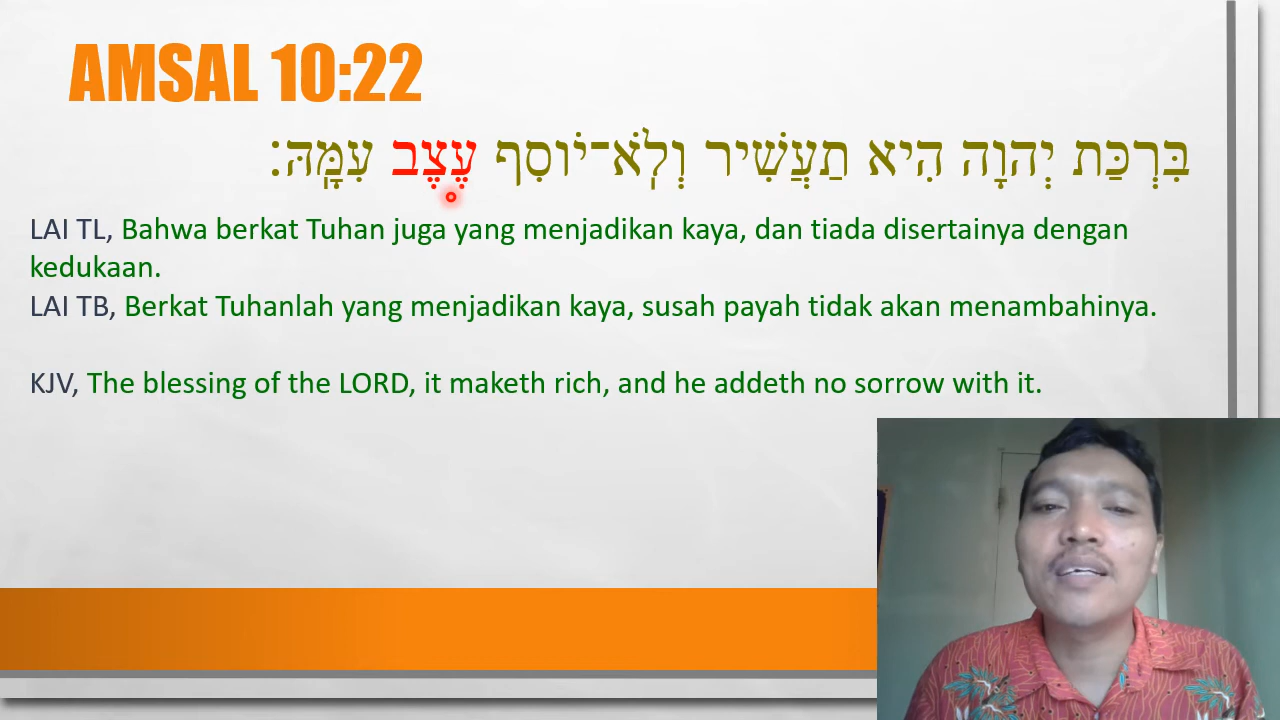 AMSAL 10:22
בִּרְכַּת יְהוָה הִיא תַעֲשִׁיר וְלֹֽא־יוֹסִף עֶצֶב עִמָּֽהּ׃
LAI TL, Bahwa berkat Tuhan juga yang menjadikan kaya, dan tiada disertainya dengan
kedukaan.
LAI TB, Berkat Tuhanlah yang menjadikan kaya, susah payah tidak akan menambahinya.
KJV, The blessing of the LORD, it maketh rich, and he addeth no sorrow with it.